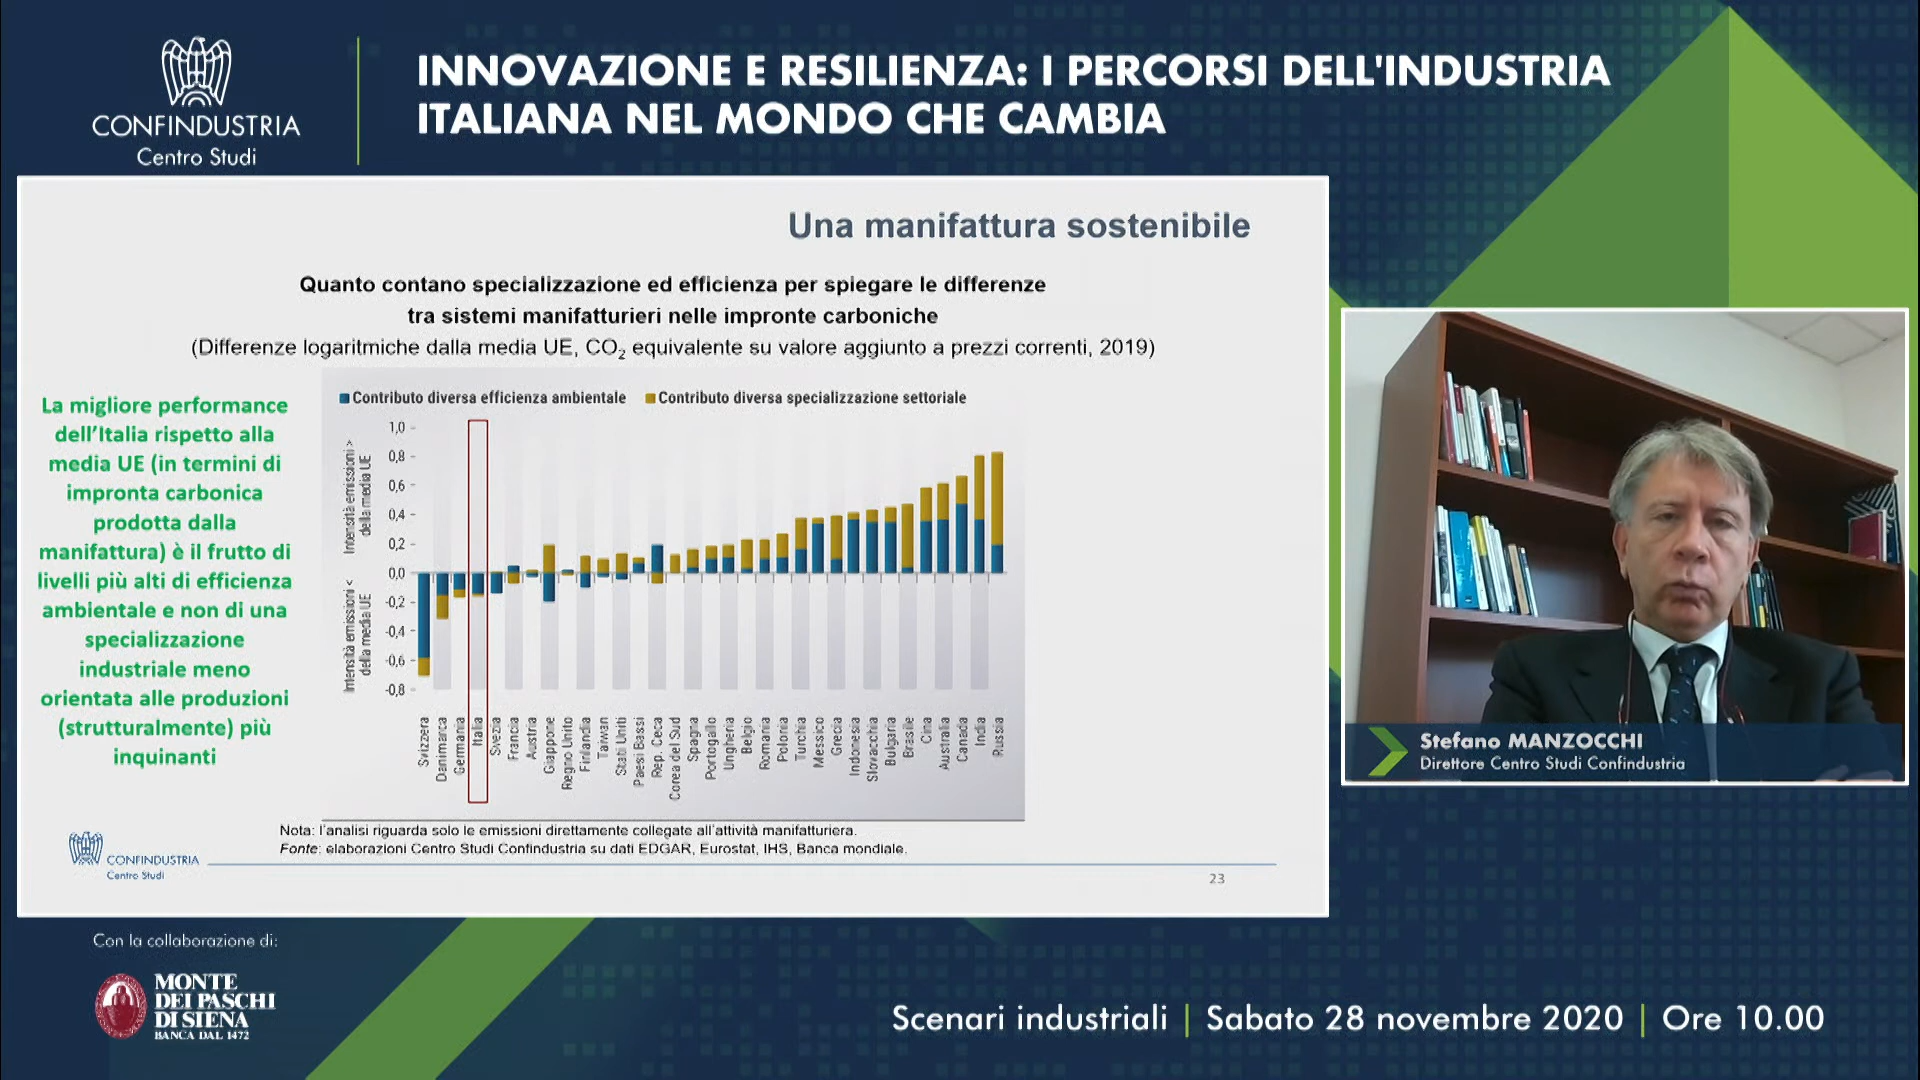 CONFINDUSTRIA
Centro Studi
INNOVAZIONE E RESILIENZA: I PERCORSI DELL'INDUSTRIA
ITALIANA NEL MONDO CHE CAMBIA
Una manifattura sostenibile
Quanto contano specializzazione ed efficienza per spiegare le differenze
tra sistemi manifatturieri nelle impronte carboniche
(Differenze logaritmiche dalla media UE, CO₂ equivalente su valore aggiunto a prezzi correnti, 2019)
La migliore performance
dell'Italia rispetto alla
media UE (in termini di
impronta carbonica
prodotta dalla
manifattura) è il frutto di
livelli più alti di efficienza
ambientale e non di una
specializzazione
industriale meno
orientata alle produzioni
(strutturalmente) più
inquinanti
Contributo diversa efficienza ambientale
Contributo diversa specializzazione settoriale
Intensità emissioni >
della media UE
Intensità emissioni <
della media UE
1,0
0,8
0,6
0,4
0,2
0,0
-0,2
-0,4
-0,6
-0,8
Svizzera
Danimarca
Germania
Italia
Svezia
Francia
Austria
Giappone
Regno Unito
Finlandia
Taiwan
Stati Uniti
Paesi Bassi
Rep. Ceca
Corea del Sud
Spagna
Portogallo
Ungheria
Belgio
Romania
Polonia
Turchia
Messico
Grecia
Indonesia
Slovacchia
Bulgaria
Brasile
Cina
Australia
Canada
India
Russia
Nota: l'analisi riguarda solo le emissioni direttamente collegate all'attività manifatturiera.
Fonte: elaborazioni Centro Studi Confindustria su dati EDGAR, Eurostat, IHS, Banca mondiale.
CONFINDUSTRIA
Centro Studi
23
Stefano MANZOCCHI
Direttore Centro Studi Confindustria
Con la collaborazione di:
MONTE
DEI PASCHI
DI SIENA
BANCA DAL 1472
Scenari industriali | Sabato 28 novembre 2020 | Ore 10.00